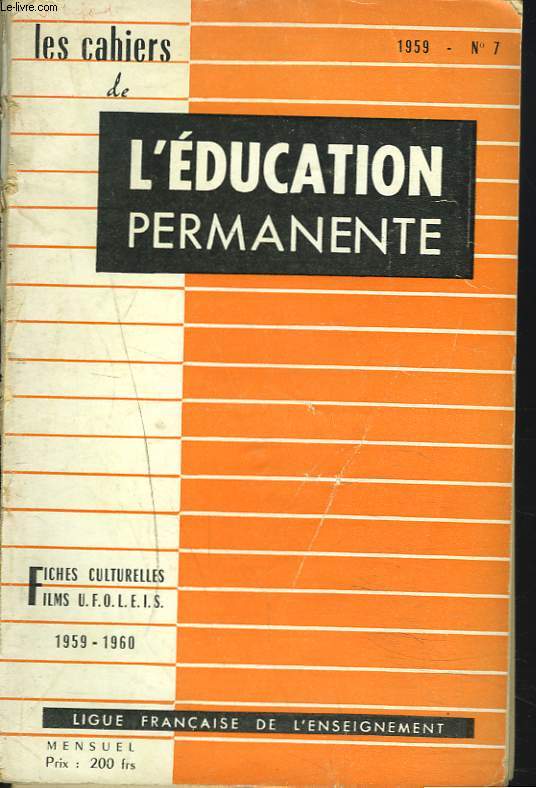 Le-livre.com
les cahiers
1959 - N° 7
de
L'ÉDUCATION
PERMANENTE
FICHES CULTURELLES
FILMS U.F.O.L.E.I.S.
1959 - 1960
LIGUE FRANÇAISE DE L'ENSEIGNEMENT
MENSUEL
Prix : 200 frs